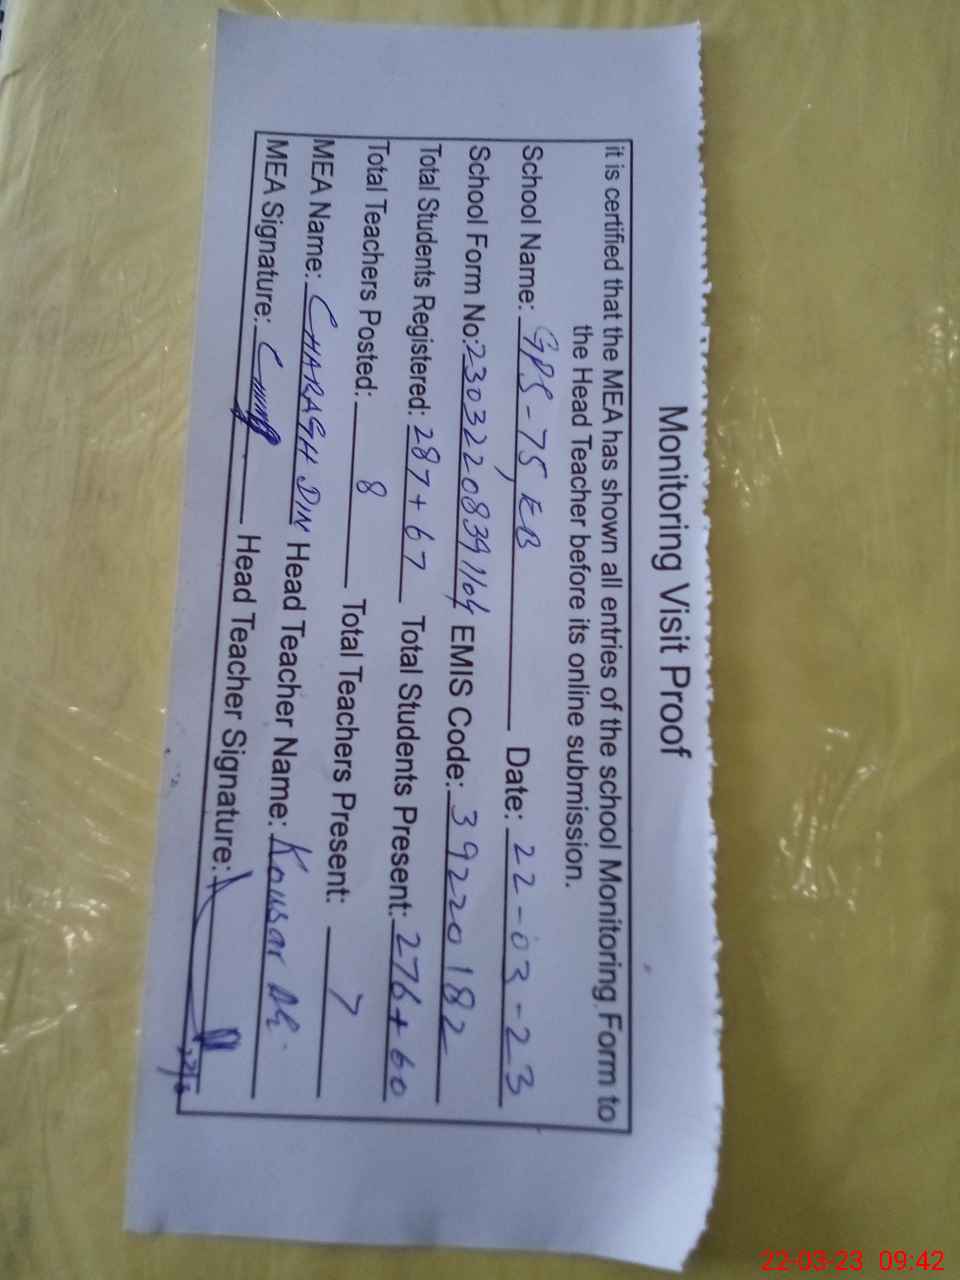 Monitoring Visit Proof
it is certified that the MEA has shown all entries of the school Monitoring Form to
the Head Teacher before its online submission.
School Name: GPS-75, EB Date: 22-03-23
School Form No: 23032208391104 EMIS Code: 39220182
Total Students Registered: 287+67 Total Students Present: 276+60
Total Teachers Posted: 8 Total Teachers Present: 7
MEA Name: CHARAGH DIN Head Teacher Name: Kousar Ali
MEA Signature: Head Teacher Signature:
22-03-23 09:42